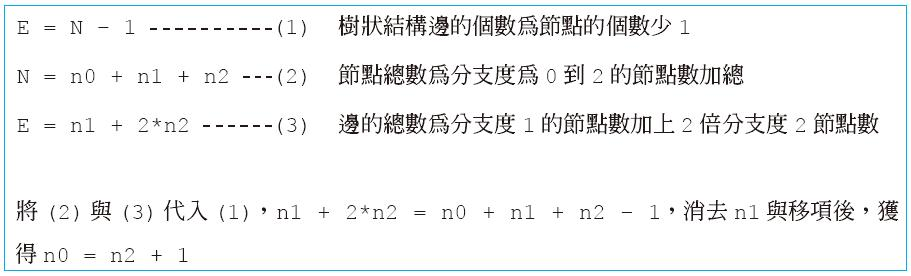 E = N - 1 ----------(1) 樹狀結構邊的個數為節點的個數少 1
N = n0 + n1 + n2 ---(2) 節點總數為分支度為 0 到 2 的節點數加總
E = n1 + 2*n2 ------(3) 邊的總數為分支度 1 的節點數加上 2 倍分支度 2 節點數
將 (2) 與 (3) 代入 (1)，n1 + 2*n2 = n0 + n1 + n2 - 1，消去 n1 與移項後，獲
得 n0 = n2 + 1